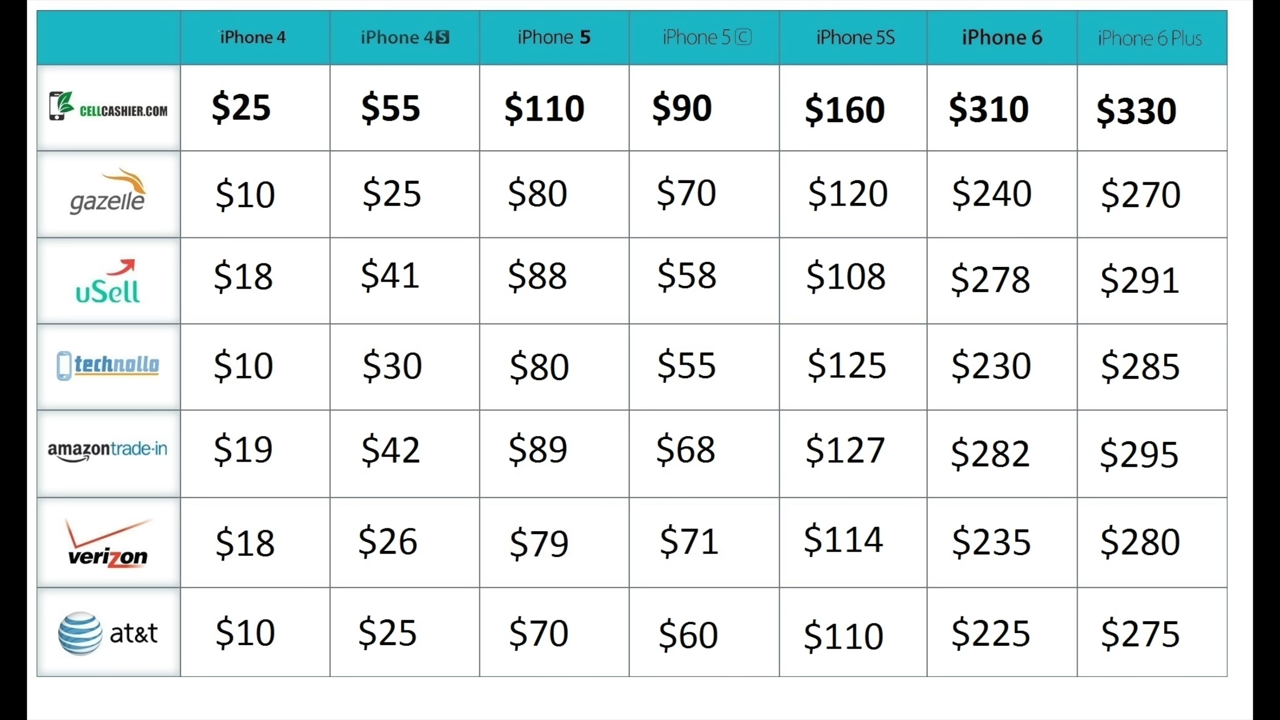 iPhone 4 iPhone 4S iPhone 5 iPhone 5C iPhone 5S iPhone 6 iPhone 6 Plus
CELLCASHIER.COM $25 $55 $110 $90 $160 $310 $330
gazelle $10 $25 $80 $70 $120 $240 $270
uSell $18 $41 $88 $58 $108 $278 $291
technollo $10 $30 $80 $55 $125 $230 $285
amazontrade-in $19 $42 $89 $68 $127 $282 $295
verizon $18 $26 $79 $71 $114 $235 $280
at&t $10 $25 $70 $60 $110 $225 $275